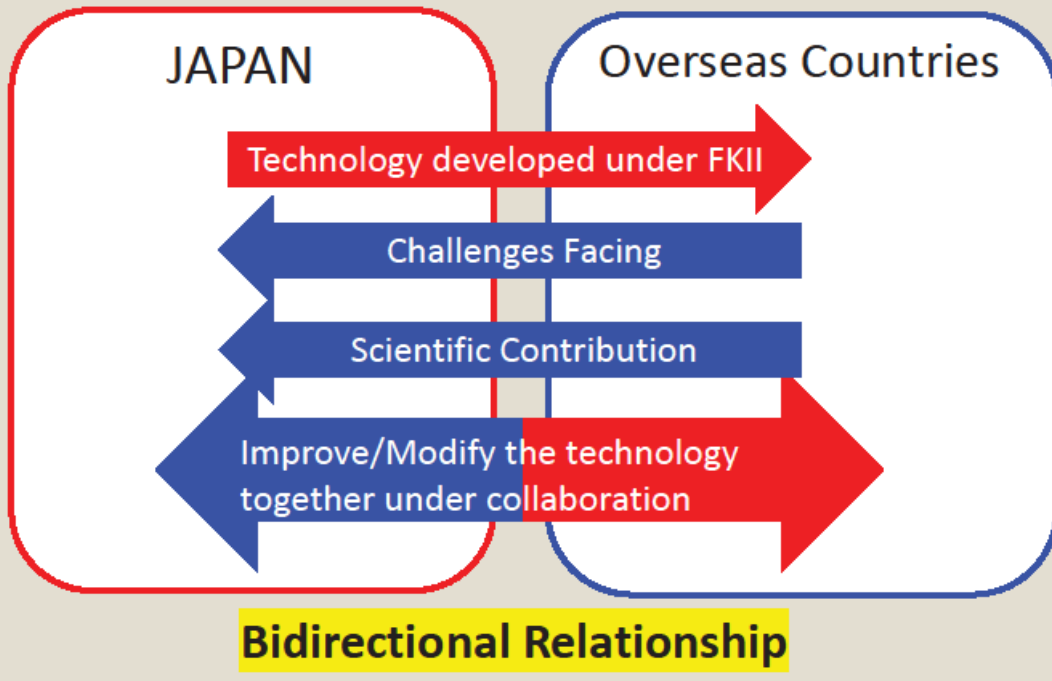 JAPAN
Overseas Countries
Technology developed under FKII
Challenges Facing
Scientific Contribution
Improve/Modify the technology
together under collaboration
Bidirectional Relationship